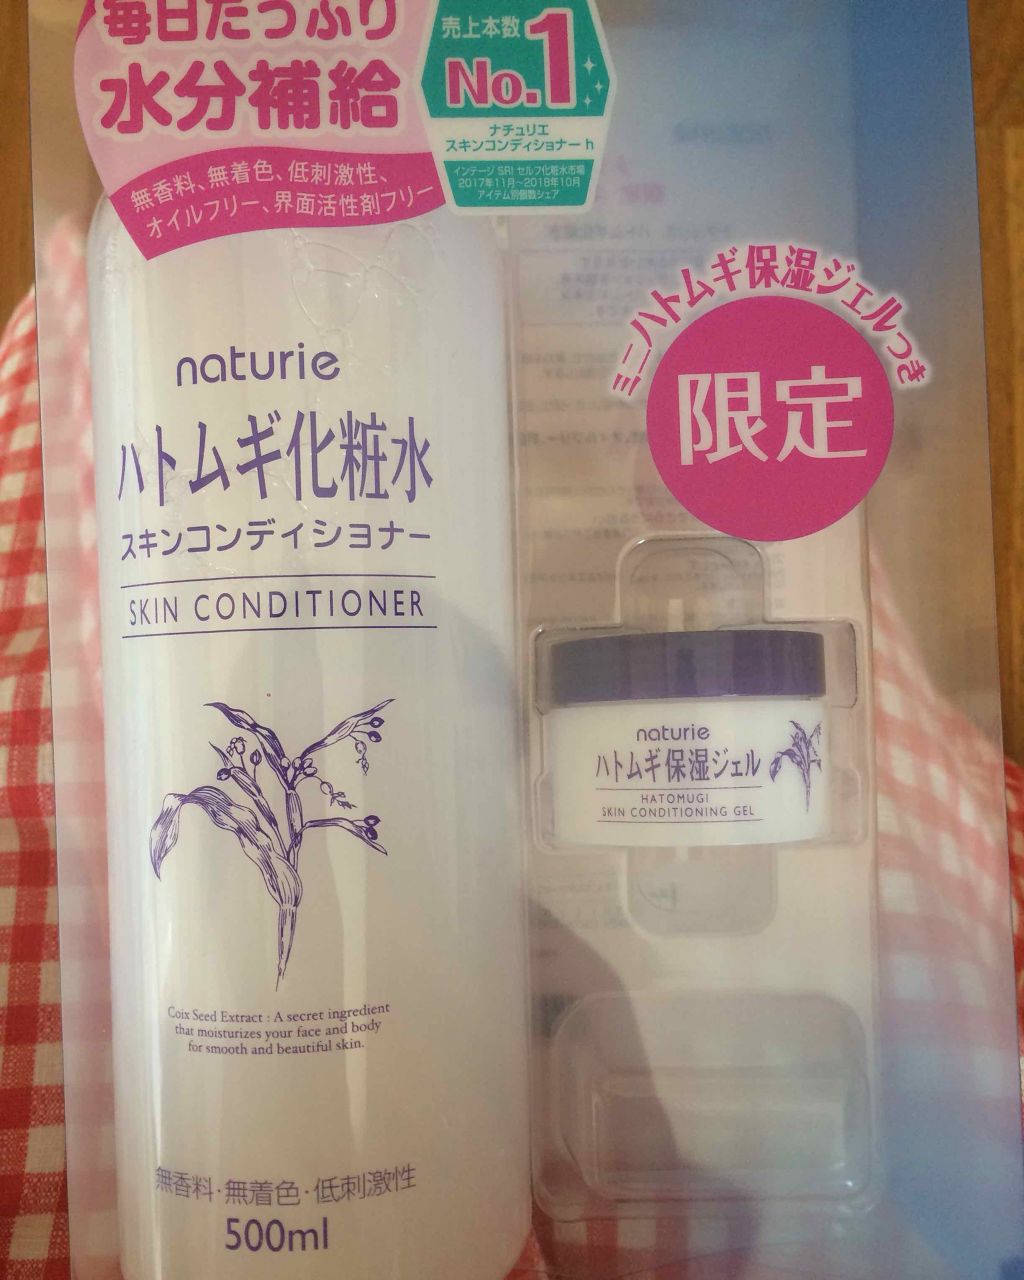 毎日たっぷり
水分補給
無香料、無着色、低刺激性、
オイルフリー、界面活性剤フリー
売上本数
No.1
ナチュリエ
スキンコンディショナー h
インテージ SRI セルフ化粧水市場
2017年11月~2018年10月
アイテム別個数シェア
ミニハトムギ保湿ジェルつき
限定
naturie
ハトムギ化粧水
スキンコンディショナー
SKIN CONDITIONER
Coix Seed Extract : A secret ingredient
that moisturizes your face and body
for smooth and beautiful skin.
無香料・無着色・低刺激性
500ml
naturie
ハトムギ保湿ジェル
HATOMUGI
SKIN CONDITIONING GEL